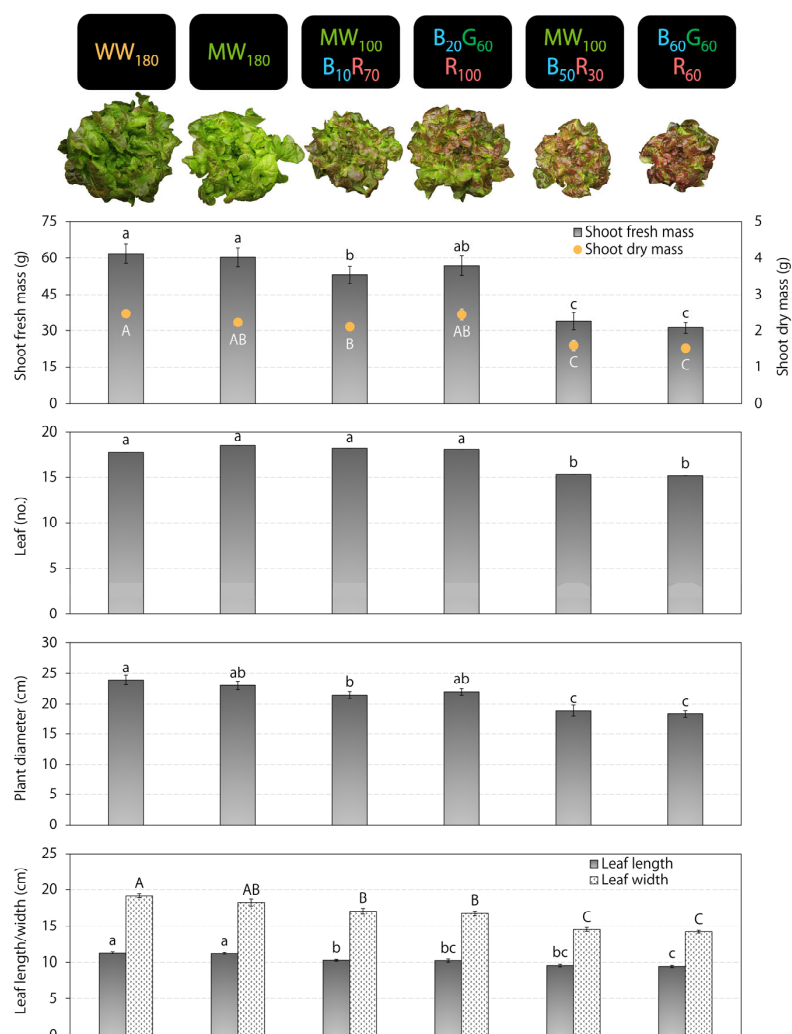 WW180
MW180
MW100
B10R70
B20G60
R100
MW100
B50R30
B60G60
R60
Shoot fresh mass (g)
75
60
45
30
15
0
a
a
b
ab
c
c
A
AB
B
AB
C
C
Shoot fresh mass
Shoot dry mass
5
4
3
2
1
0
Shoot dry mass (g)
Leaf (no.)
20
15
10
5
0
a
a
a
a
b
b
Plant diameter (cm)
30
25
20
15
10
5
0
a
ab
b
ab
c
c
Leaf length/width (cm)
25
20
15
10
5
0
Leaf length
Leaf width
a
A
a
AB
b
B
bc
B
bc
C
c
C